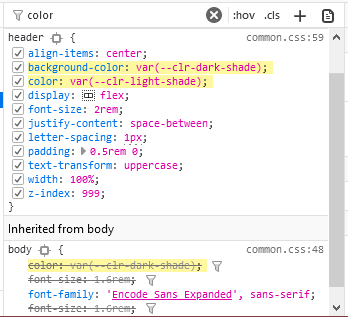 color :hov .cls
header { common.css:59
align-items: center;
background-color: var(--clr-dark-shade);
color: var(--clr-light-shade);
display: flex;
font-size: 2rem;
justify-content: space-between;
letter-spacing: 1px;
padding: 0.5rem 0;
text-transform: uppercase;
width: 100%;
z-index: 999;
}
Inherited from body
body { common.css:48
color: var(--clr-dark-shade);
font-size: 1.6rem;
font-family: 'Encode Sans Expanded', sans-serif;
font-size: 1.6rem;